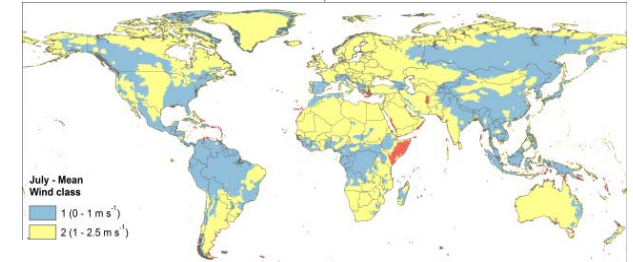 July - Mean
Wind class
1 (0 - 1 m s⁻¹)
2 (1 - 2.5 m s⁻¹)